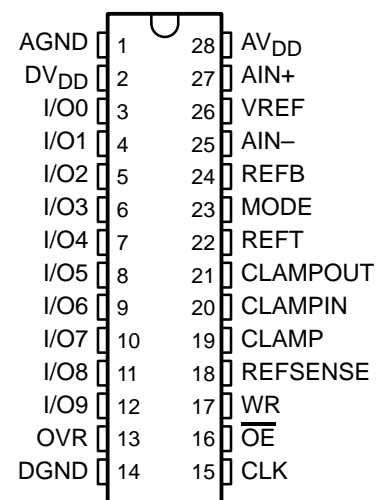 AGND 1 28 AVDD
DVDD 2 27 AIN+
I/O0 3 26 VREF
I/O1 4 25 AIN–
I/O2 5 24 REFB
I/O3 6 23 MODE
I/O4 7 22 REFT
I/O5 8 21 CLAMPOUT
I/O6 9 20 CLAMPIN
I/O7 10 19 CLAMP
I/O8 11 18 REFSENSE
I/O9 12 17 WR
OVR 13 16 O̅E̅
DGND 14 15 CLK